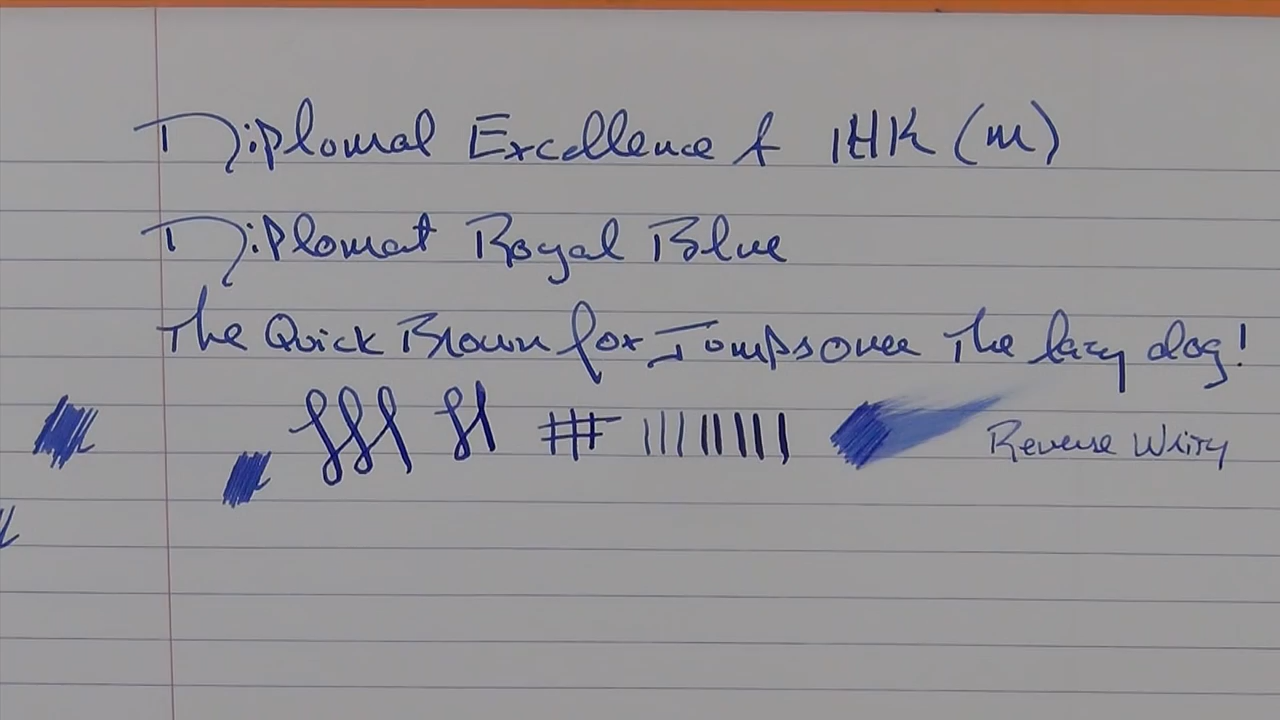 Diplomat Excellence A 14K (M)
Diplomat Royal Blue
The Quick Brown fox Jumps over The lazy dog!
Reverse Writing